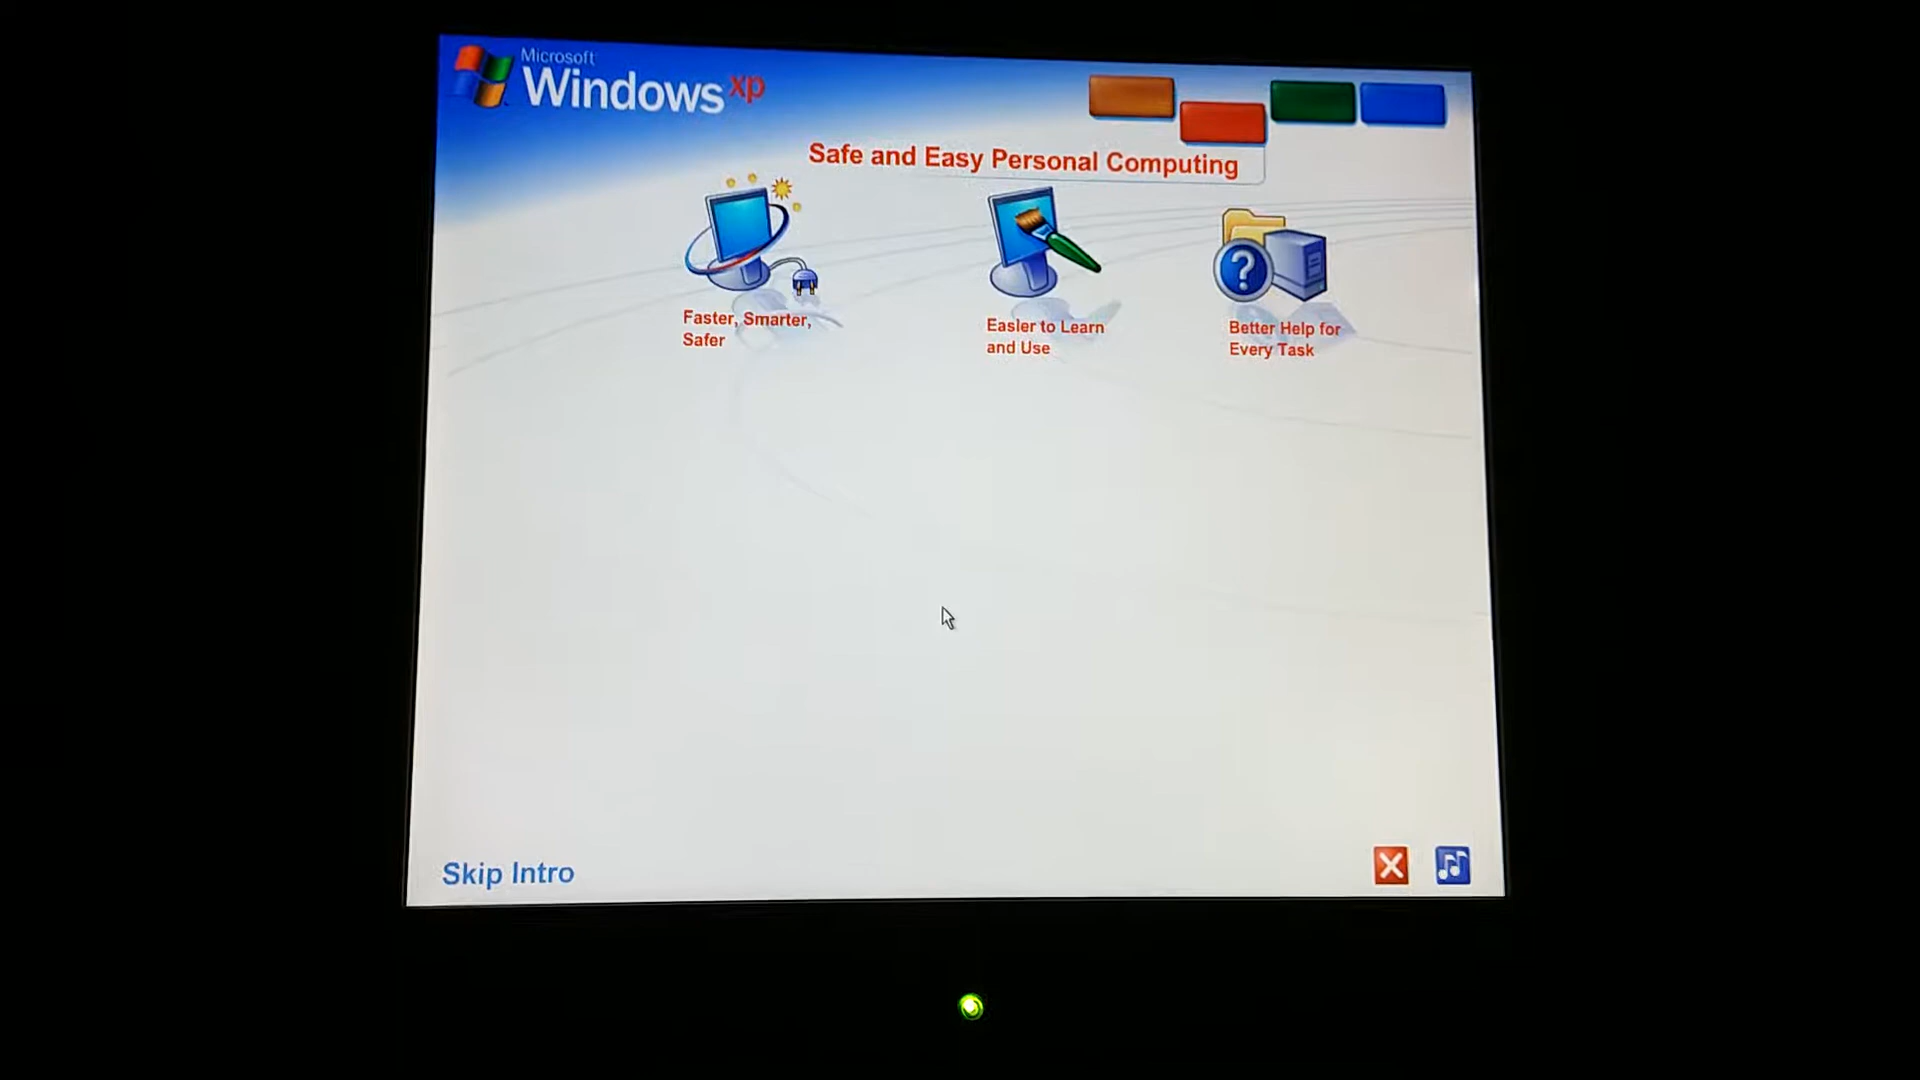 Microsoft
Windows xp
Safe and Easy Personal Computing
Faster, Smarter,
Safer
Easier to Learn
and Use
Better Help for
Every Task
Skip Intro